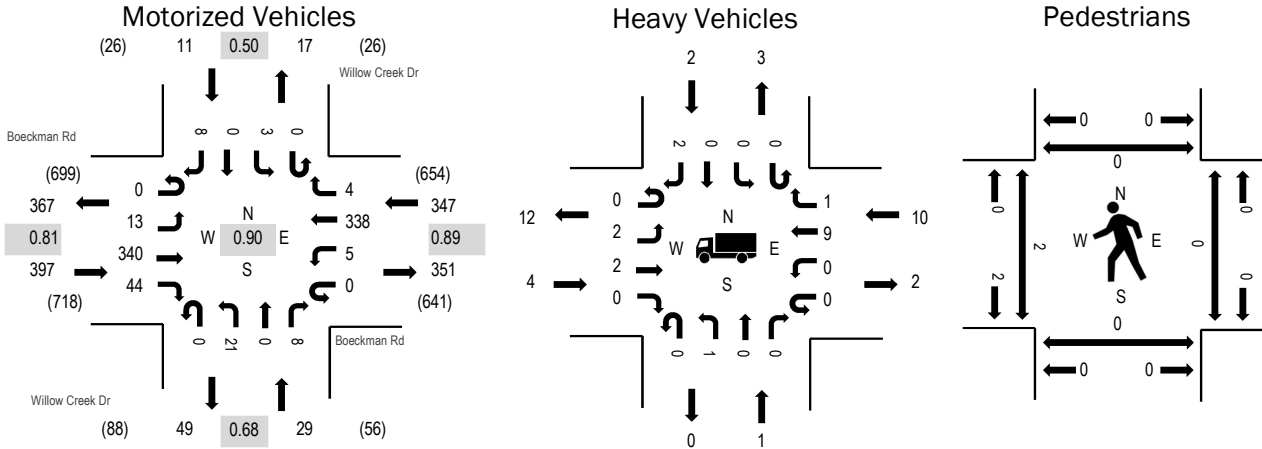 Motorized Vehicles
(26) 11 0.50 17 (26)
Willow Creek Dr
Boeckman Rd
8 0 3 0
(699) 0 4 (654)
367 347
13 338
0.81 W N 0.90 E S 0.89
340 5
397 351
44 0
(718) (641)
0 21 0 8
Boeckman Rd
Willow Creek Dr
(88) 49 0.68 29 (56)
Heavy Vehicles
2 3
2 0 0 0
0 1
12 2 N 9 10
W E
4 2 S 0 2
0 0
0 1 0 0
0 1
Pedestrians
0 0
0
N
0 2 W E 0 0
2 S 0
0
0 0